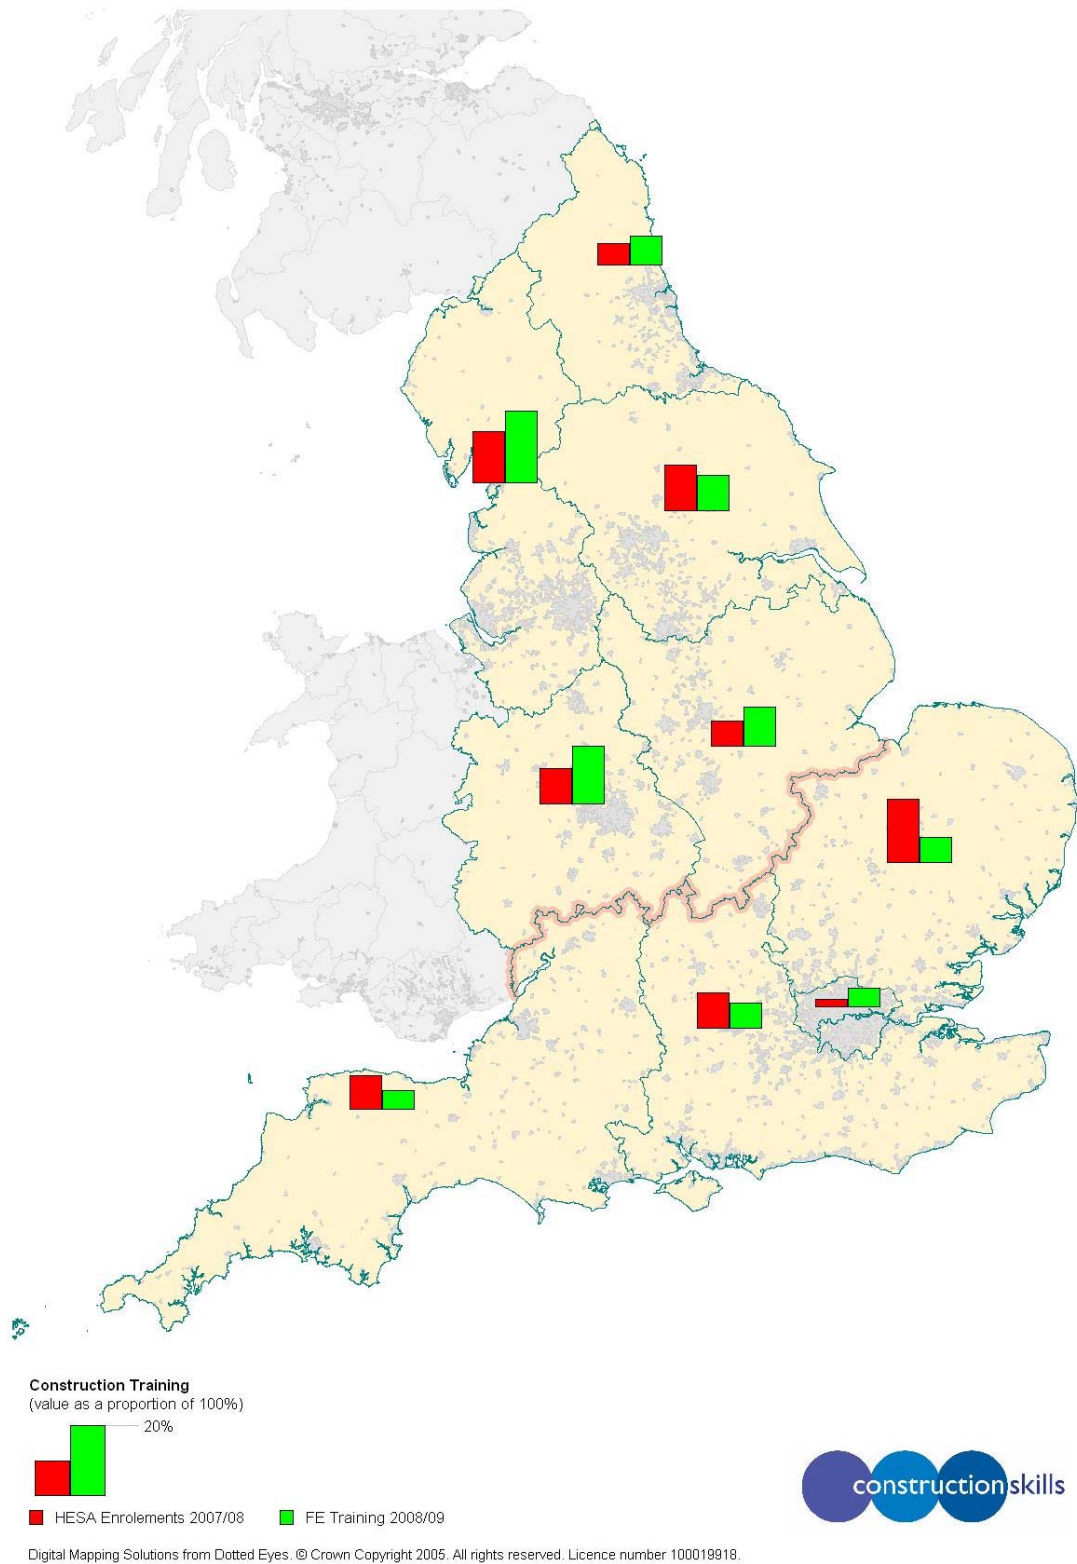 Construction Training
(value as a proportion of 100%)
20%
HESA Enrolements 2007/08
FE Training 2008/09
constructionskills
Digital Mapping Solutions from Dotted Eyes. © Crown Copyright 2005. All rights reserved. Licence number 100019918.